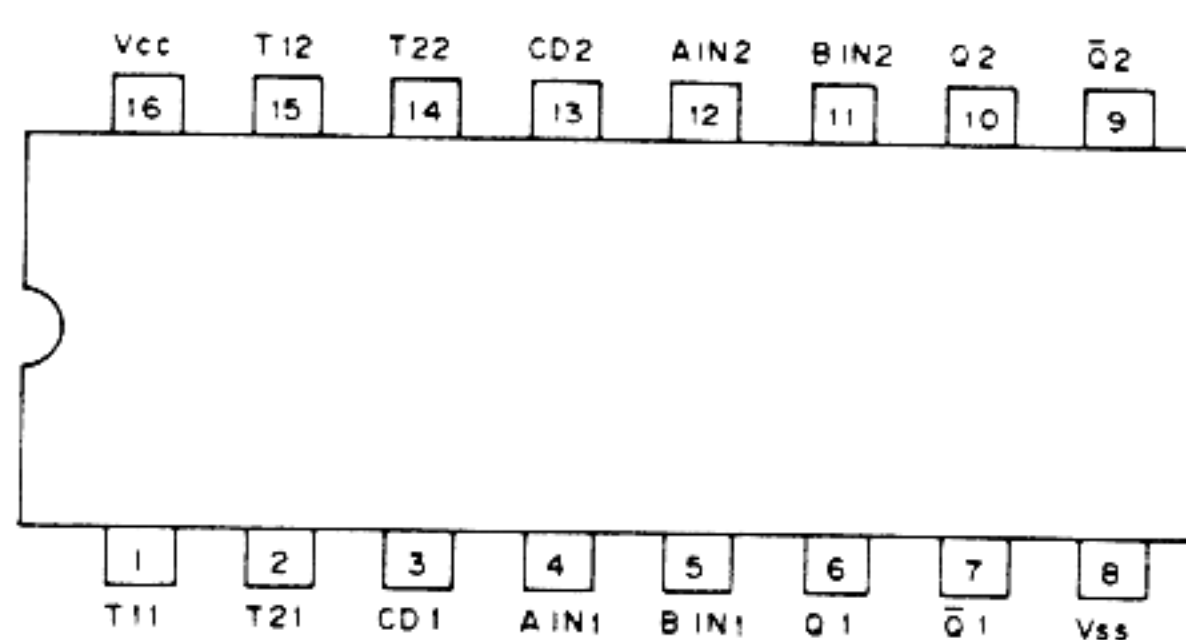 Vcc T12 T22 CD2 AIN2 BIN2 Q2 Q̅2
16 15 14 13 12 11 10 9
1 2 3 4 5 6 7 8
T11 T21 CD1 AIN1 BIN1 Q1 Q̅1 Vss